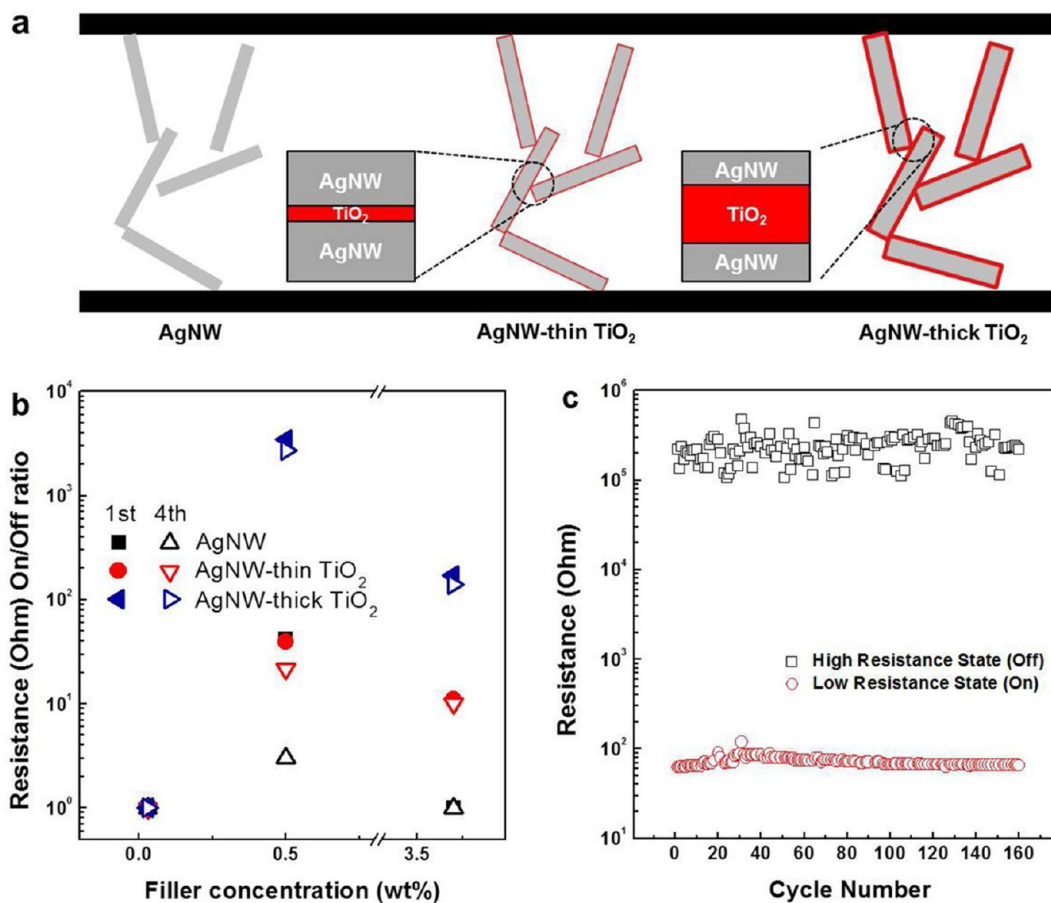 a
AgNW
TiO2
AgNW
AgNW
TiO2
AgNW
AgNW
AgNW-thin TiO2
AgNW-thick TiO2
b
Resistance (Ohm) On/Off ratio
10^4
10^3
10^2
10^1
10^0
1st 4th
AgNW
AgNW-thin TiO2
AgNW-thick TiO2
0.0 0.5 3.5
Filler concentration (wt%)
c
Resistance (Ohm)
10^6
10^5
10^4
10^3
10^2
10^1
High Resistance State (Off)
Low Resistance State (On)
0 20 40 60 80 100 120 140 160
Cycle Number